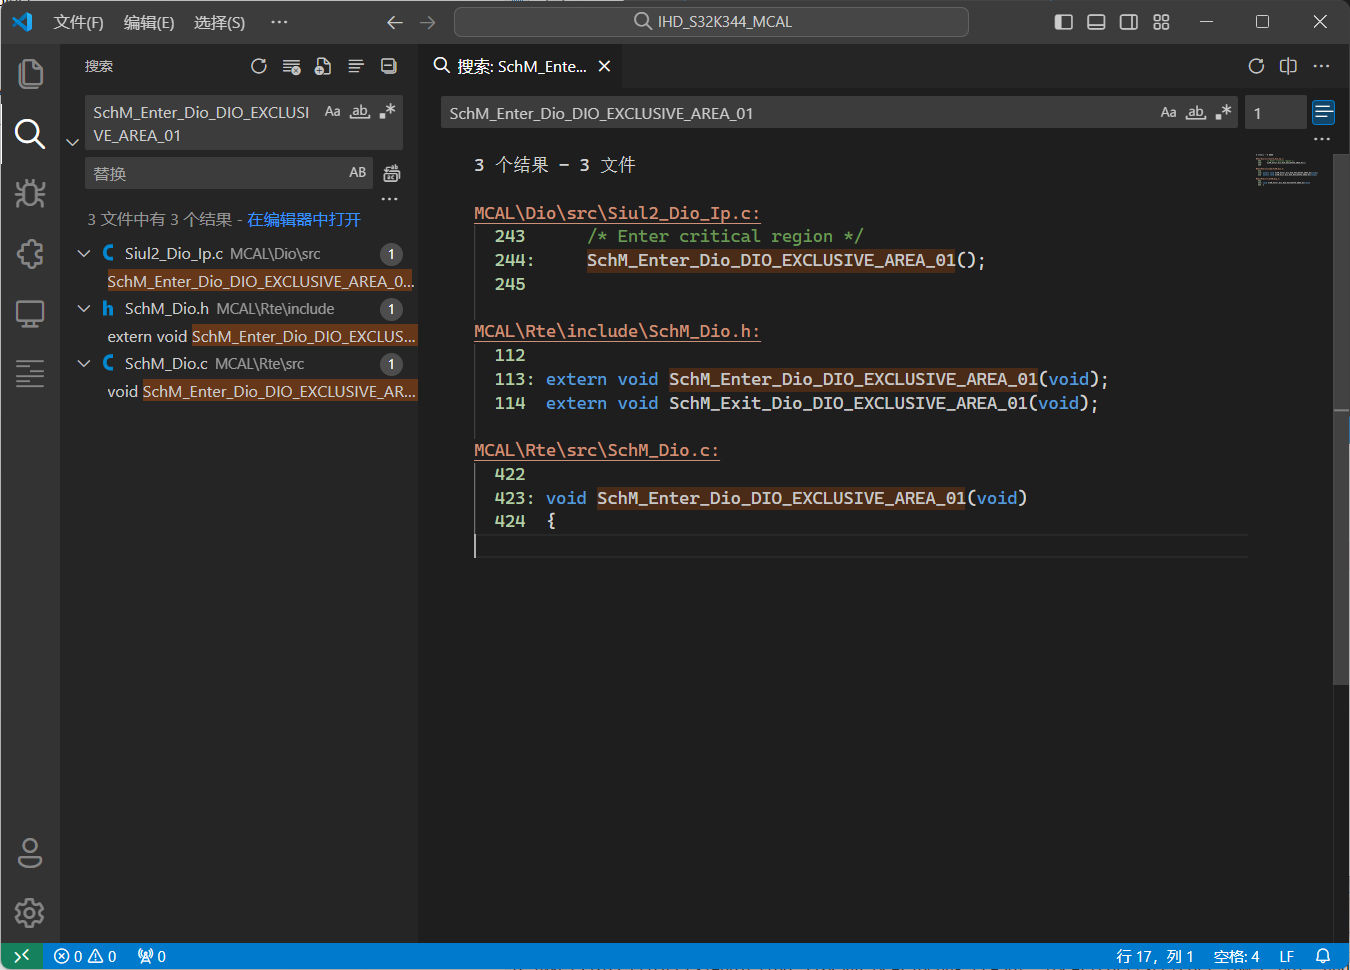 文件(F) 编辑(E) 选择(S) ··· IHD_S32K344_MCAL
搜索
SchM_Enter_Dio_DIO_EXCLUSI
VE_AREA_01
Aa ab .*
替换 AB
3 文件中有 3 个结果 - 在编辑器中打开
C Siul2_Dio_Ip.c MCAL\Dio\src 1
SchM_Enter_Dio_DIO_EXCLUSIVE_AREA_0...
h SchM_Dio.h MCAL\Rte\include 1
extern void SchM_Enter_Dio_DIO_EXCLUS...
C SchM_Dio.c MCAL\Rte\src 1
void SchM_Enter_Dio_DIO_EXCLUSIVE_AR...
搜索: SchM_Ente...
SchM_Enter_Dio_DIO_EXCLUSIVE_AREA_01 Aa ab .* 1
3 个结果 - 3 文件
MCAL\Dio\src\Siul2_Dio_Ip.c:
243 /* Enter critical region */
244: SchM_Enter_Dio_DIO_EXCLUSIVE_AREA_01();
245
MCAL\Rte\include\SchM_Dio.h:
112
113: extern void SchM_Enter_Dio_DIO_EXCLUSIVE_AREA_01(void);
114 extern void SchM_Exit_Dio_DIO_EXCLUSIVE_AREA_01(void);
MCAL\Rte\src\SchM_Dio.c:
422
423: void SchM_Enter_Dio_DIO_EXCLUSIVE_AREA_01(void)
424 {
0 0 0 行 17, 列 1 空格: 4 LF